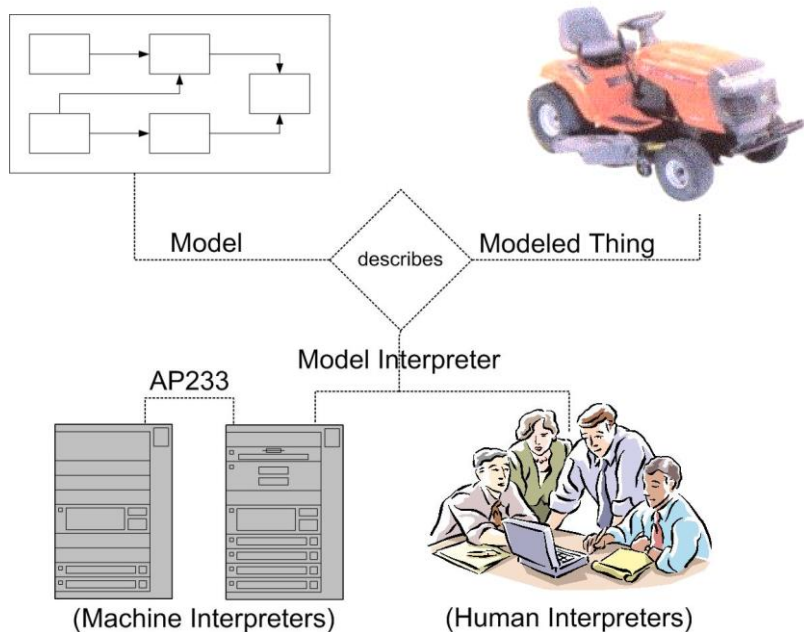 Model
describes
Modeled Thing
Model Interpreter
AP233
(Machine Interpreters)
(Human Interpreters)